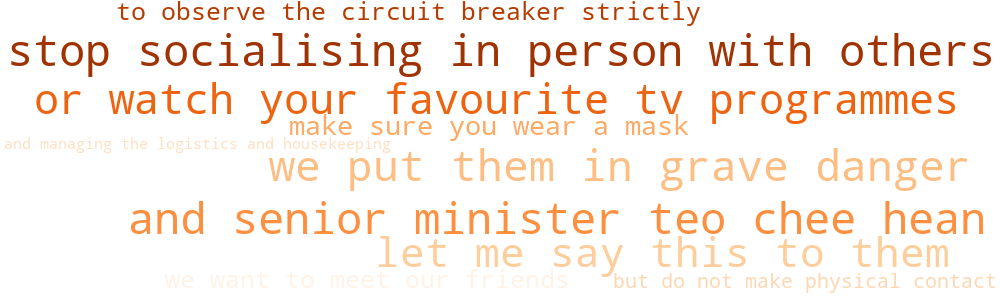 to observe the circuit breaker strictly
stop socialising in person with others
or watch your favourite tv programmes
make sure you wear a mask
and managing the logistics and housekeeping
we put them in grave danger
and senior minister teo chee hean
let me say this to them
we want to meet our friends
but do not make physical contact